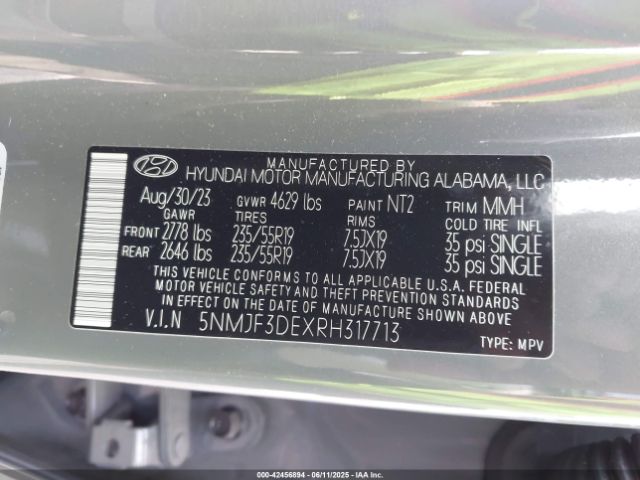 MANUFACTURED BY
HYUNDAI MOTOR MANUFACTURING ALABAMA, LLC
Aug/30/23 GVWR 4629 lbs PAINT NT2 TRIM MMH
GAWR TIRES RIMS COLD TIRE INFL
FRONT 2778 lbs 235/55R19 7.5JX19 35 psi SINGLE
REAR 2646 lbs 235/55R19 7.5JX19 35 psi SINGLE
THIS VEHICLE CONFORMS TO ALL APPLICABLE U.S.A. FEDERAL
MOTOR VEHICLE SAFETY AND THEFT PREVENTION STANDARDS
IN EFFECT ON THE DATE OF MANUFACTURE SHOWN ABOVE.
V.I.N 5NMJF3DEXRH317713
TYPE: MPV
000-42456894 - 06/11/2025 - IAAI.COM